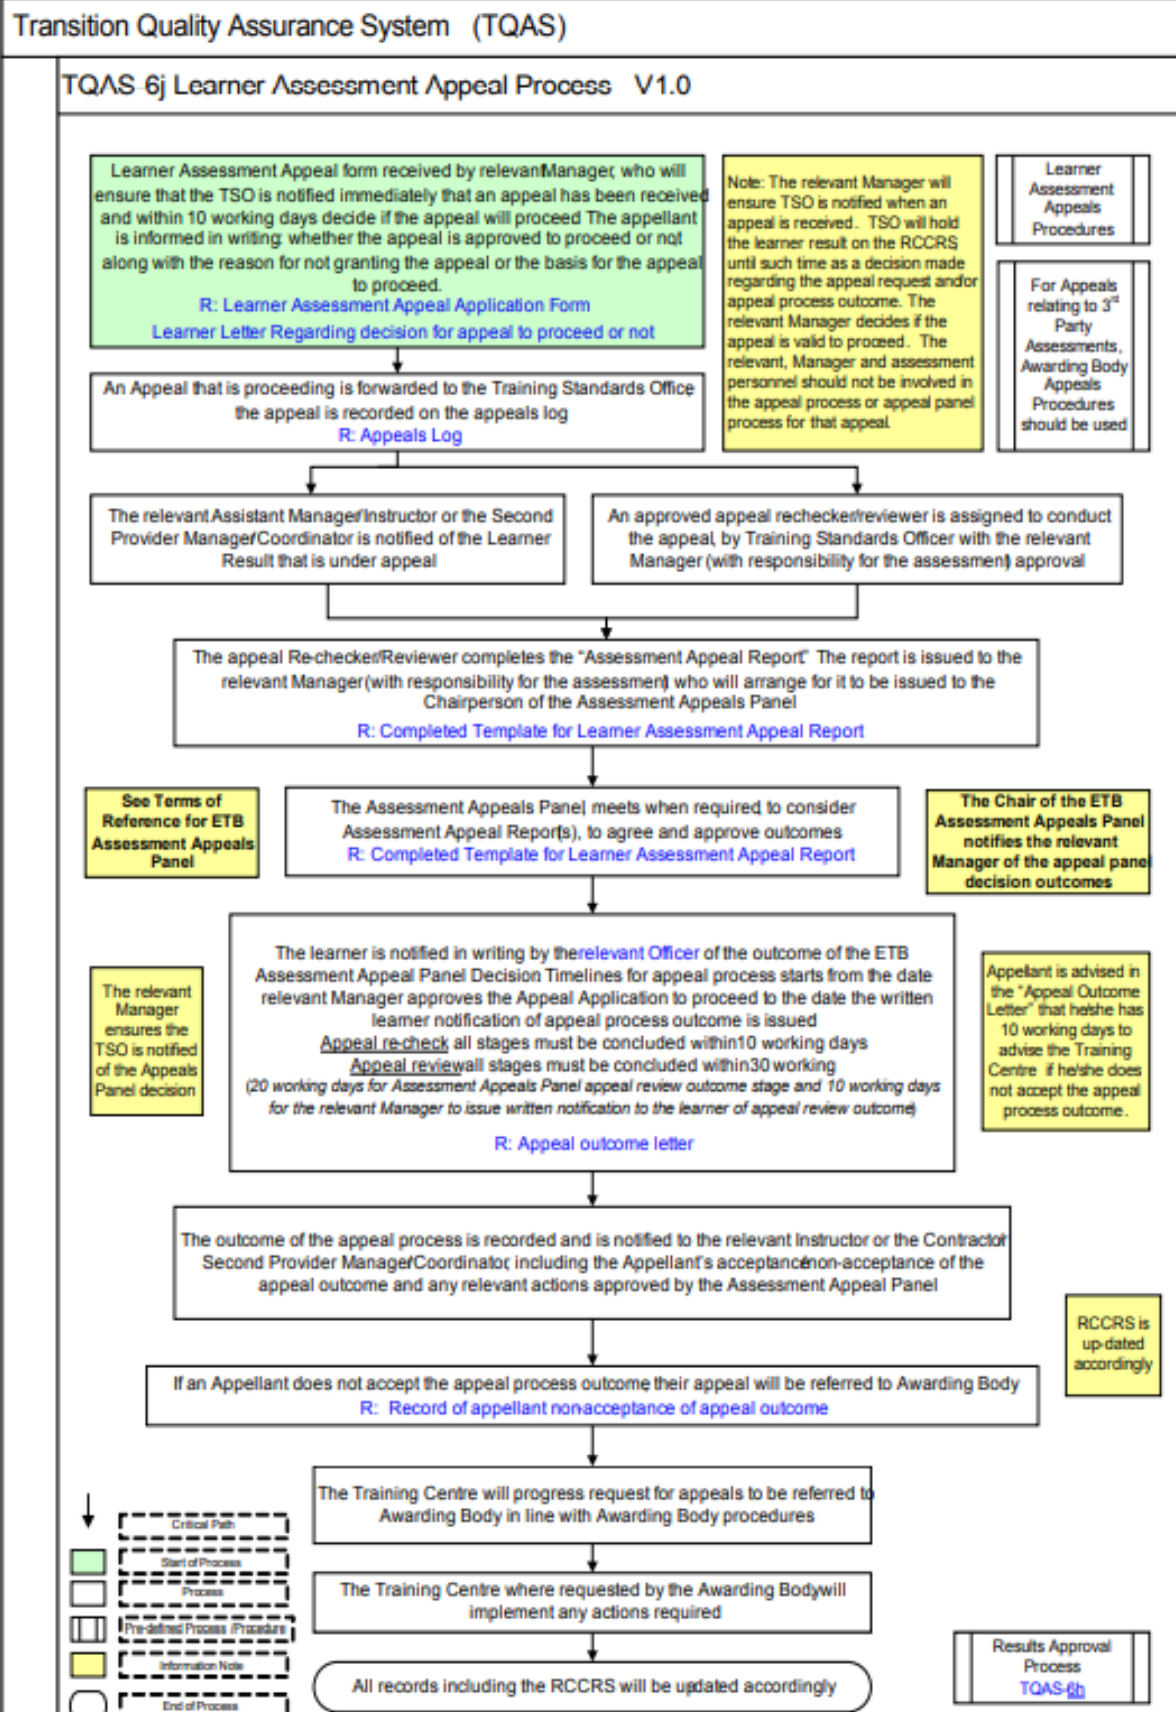 Transition Quality Assurance System (TQAS)
TQAS 6j Learner Assessment Appeal Process V1.0
Learner Assessment Appeal form received by relevant Manager, who will
ensure that the TSO is notified immediately that an appeal has been received
and within 10 working days decide if the appeal will proceed The appellant
is informed in writing whether the appeal is approved to proceed or not
along with the reason for not granting the appeal or the basis for the appeal
to proceed.
R: Learner Assessment Appeal Application Form
Learner Letter Regarding decision for appeal to proceed or not
Note: The relevant Manager will
ensure TSO is notified when an
appeal is received. TSO will hold
the learner result on the RCCRS
until such time as a decision made
regarding the appeal request and/or
appeal process outcome. The
relevant Manager decides if the
appeal is valid to proceed. The
relevant, Manager and assessment
personnel should not be involved in
the appeal process or appeal panel
process for that appeal.
Learner
Assessment
Appeals
Procedures
For Appeals
relating to 3rd
Party
Assessments,
Awarding Body
Appeals
Procedures
should be used
An Appeal that is proceeding is forwarded to the Training Standards Office,
the appeal is recorded on the appeals log
R: Appeals Log
The relevant Assistant Manager/Instructor or the Second
Provider Manager/Coordinator is notified of the Learner
Result that is under appeal
An approved appeal rechecker/reviewer is assigned to conduct
the appeal, by Training Standards Officer with the relevant
Manager (with responsibility for the assessment) approval
The appeal Re-checker/Reviewer completes the “Assessment Appeal Report” The report is issued to the
relevant Manager (with responsibility for the assessment) who will arrange for it to be issued to the
Chairperson of the Assessment Appeals Panel
R: Completed Template for Learner Assessment Appeal Report
See Terms of
Reference for ETB
Assessment Appeals
Panel
The Assessment Appeals Panel, meets when required, to consider
Assessment Appeal Report(s), to agree and approve outcomes
R: Completed Template for Learner Assessment Appeal Report
The Chair of the ETB
Assessment Appeals Panel
notifies the relevant
Manager of the appeal panel
decision outcomes
The relevant
Manager
ensures the
TSO is notified
of the Appeals
Panel decision
The learner is notified in writing by the relevant Officer of the outcome of the ETB
Assessment Appeal Panel Decision Timelines for appeal process starts from the date
relevant Manager approves the Appeal Application to proceed to the date the written
learner notification of appeal process outcome is issued
Appeal re-check all stages must be concluded within 10 working days
Appeal review all stages must be concluded within 30 working
(20 working days for Assessment Appeals Panel appeal review outcome stage and 10 working days
for the relevant Manager to issue written notification to the learner of appeal review outcome)
R: Appeal outcome letter
Appellant is advised in
the “Appeal Outcome
Letter” that he/she has
10 working days to
advise the Training
Centre if he/she does
not accept the appeal
process outcome.
The outcome of the appeal process is recorded and is notified to the relevant Instructor or the Contractor/
Second Provider Manager/Coordinator, including the Appellant’s acceptance/non-acceptance of the
appeal outcome and any relevant actions approved by the Assessment Appeal Panel
RCCRS is
up-dated
accordingly
If an Appellant does not accept the appeal process outcome, their appeal will be referred to Awarding Body
R: Record of appellant non-acceptance of appeal outcome
The Training Centre will progress request for appeals to be referred to
Awarding Body in line with Awarding Body procedures
The Training Centre where requested by the Awarding Body will
implement any actions required
All records including the RCCRS will be updated accordingly
Critical Path
Start of Process
Process
Pre-defined Process /Procedure
Information Note
End of Process
Results Approval
Process
TQAS-6h